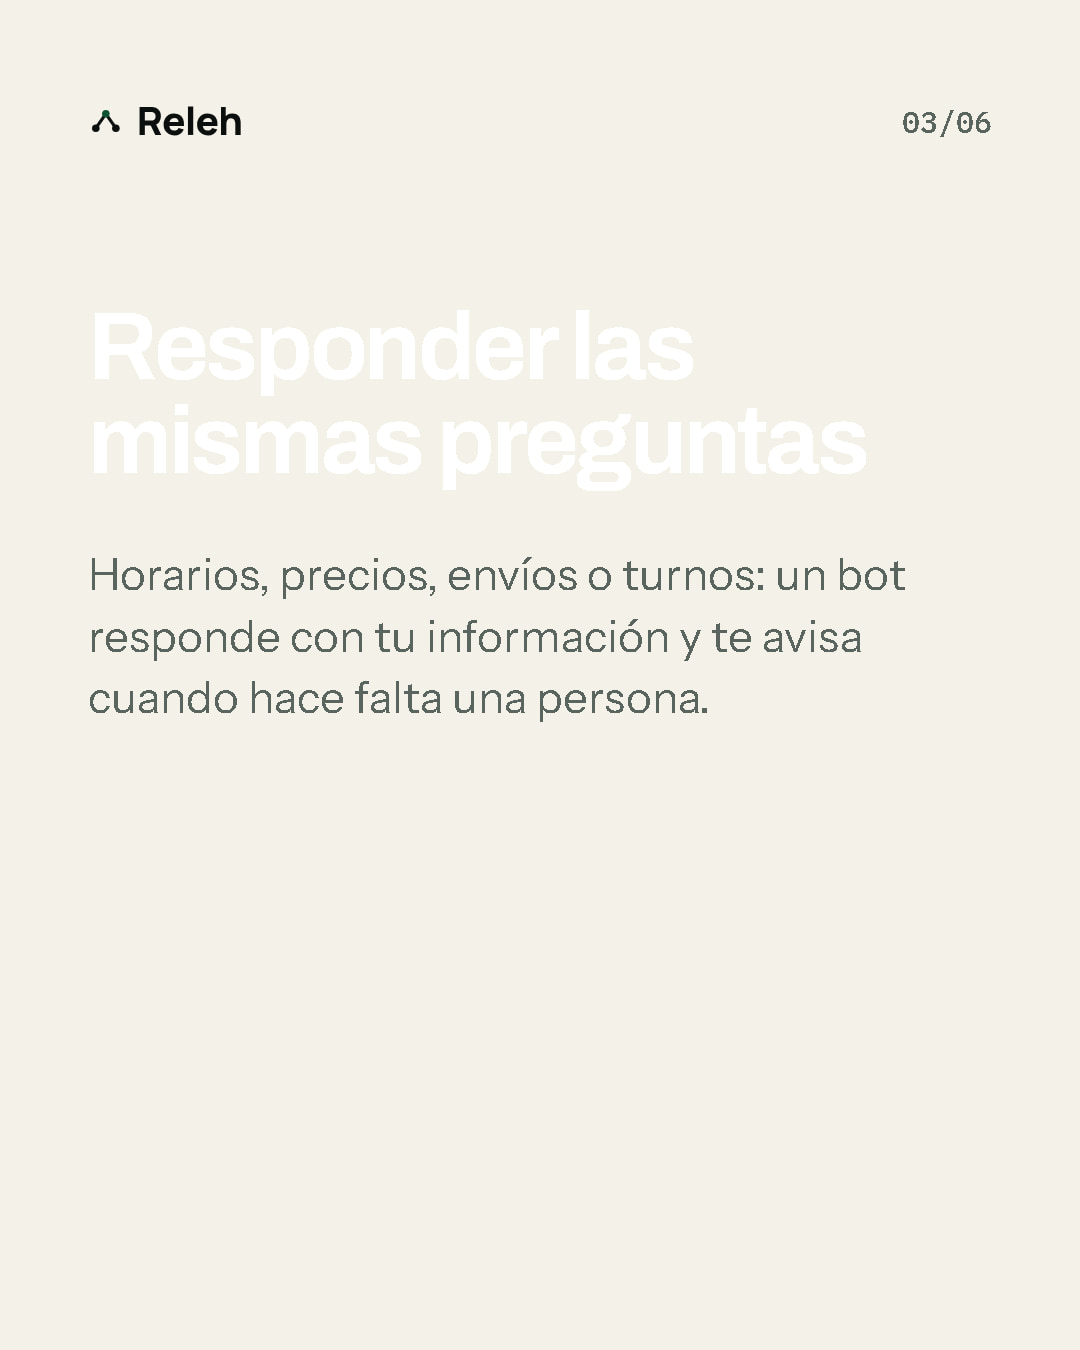 Releh
03/06
Responder las
mismas preguntas
Horarios, precios, envíos o turnos: un bot
responde con tu información y te avisa
cuando hace falta una persona.